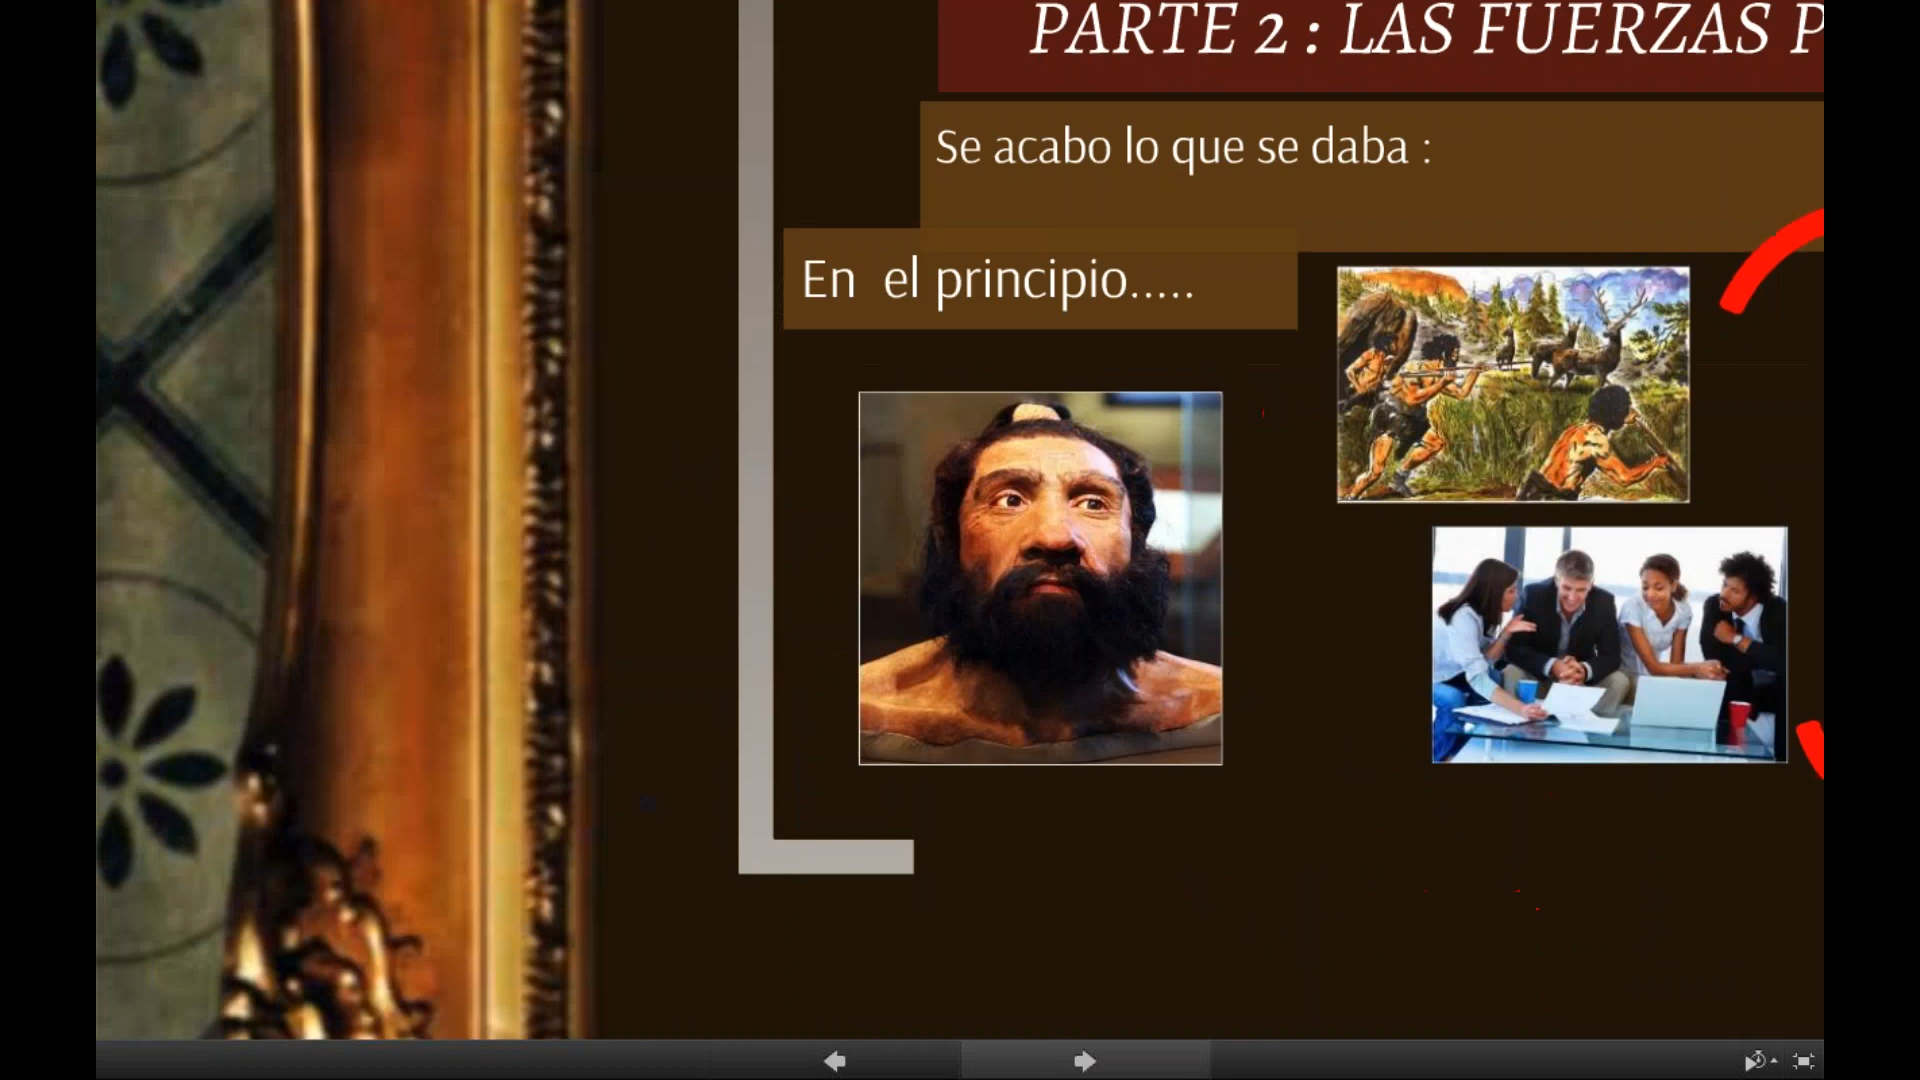 PARTE 2 : LAS FUERZAS P
Se acabo lo que se daba :
En el principio.....